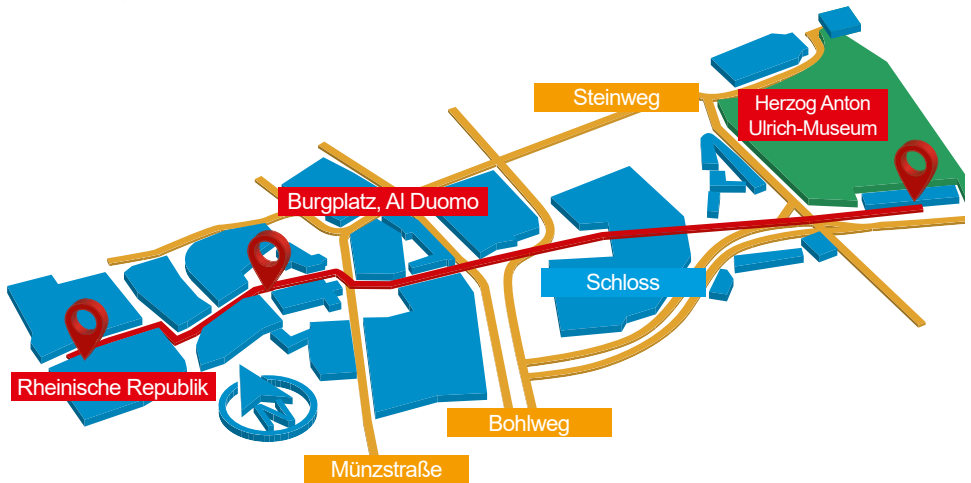 Steinweg
Herzog Anton
Ulrich-Museum
Burgplatz, Al Duomo
Schloss
Rheinische Republik
Bohlweg
Münzstraße
N